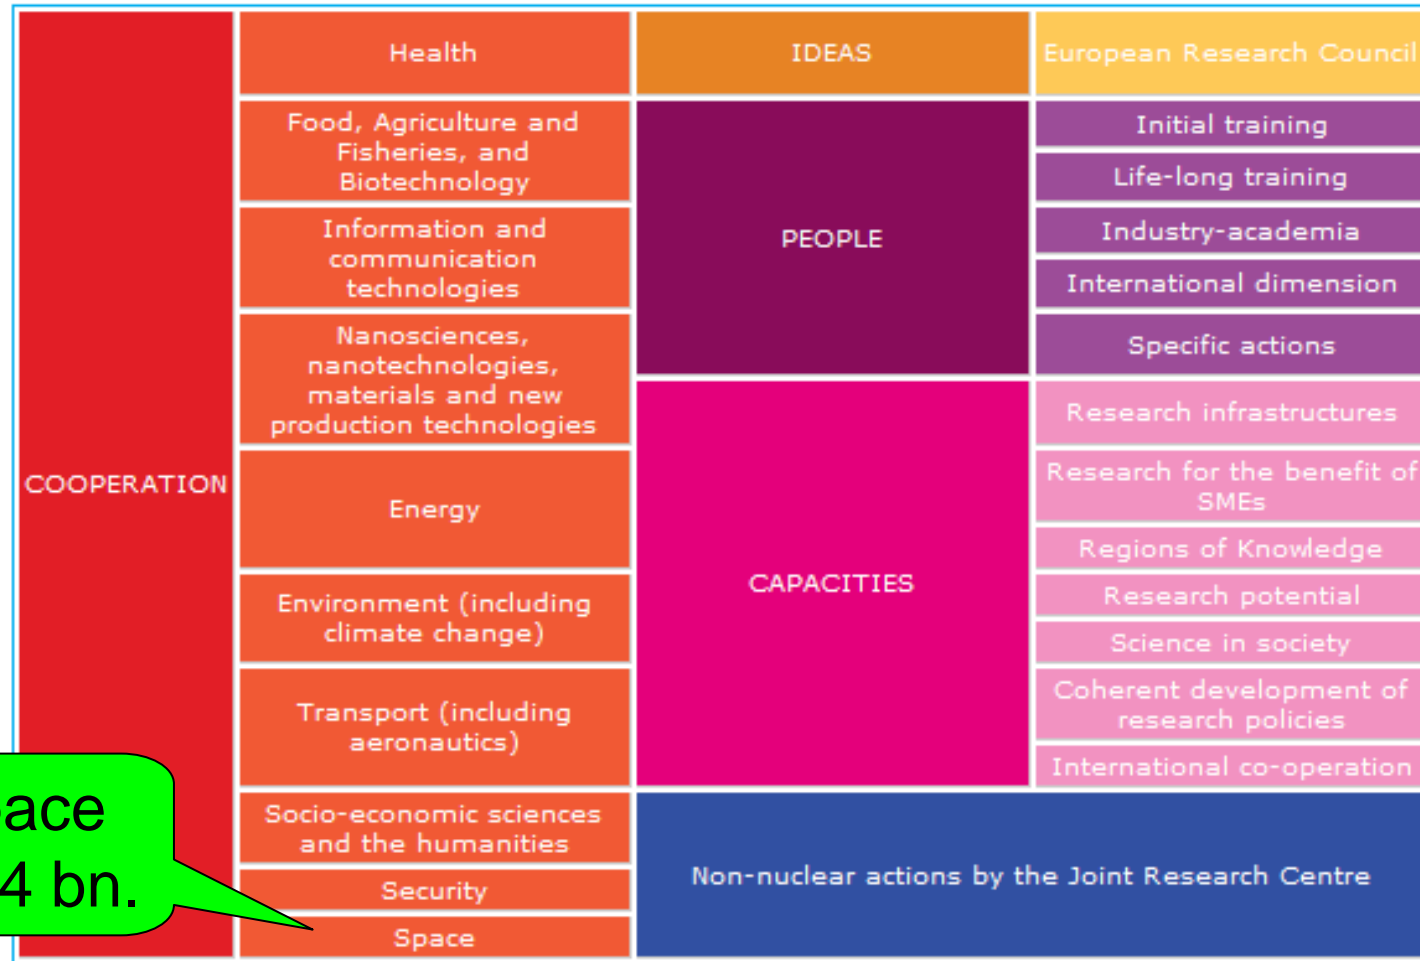 COOPERATION
Health
Food, Agriculture and
Fisheries, and
Biotechnology
Information and
communication
technologies
Nanosciences,
nanotechnologies,
materials and new
production technologies
Energy
Environment (including
climate change)
Transport (including
aeronautics)
Socio-economic sciences
and the humanities
Security
Space
IDEAS
European Research Council
PEOPLE
Initial training
Life-long training
Industry-academia
International dimension
Specific actions
CAPACITIES
Research infrastructures
Research for the benefit of
SMEs
Regions of Knowledge
Research potential
Science in society
Coherent development of
research policies
International co-operation
Non-nuclear actions by the Joint Research Centre
4 bn.